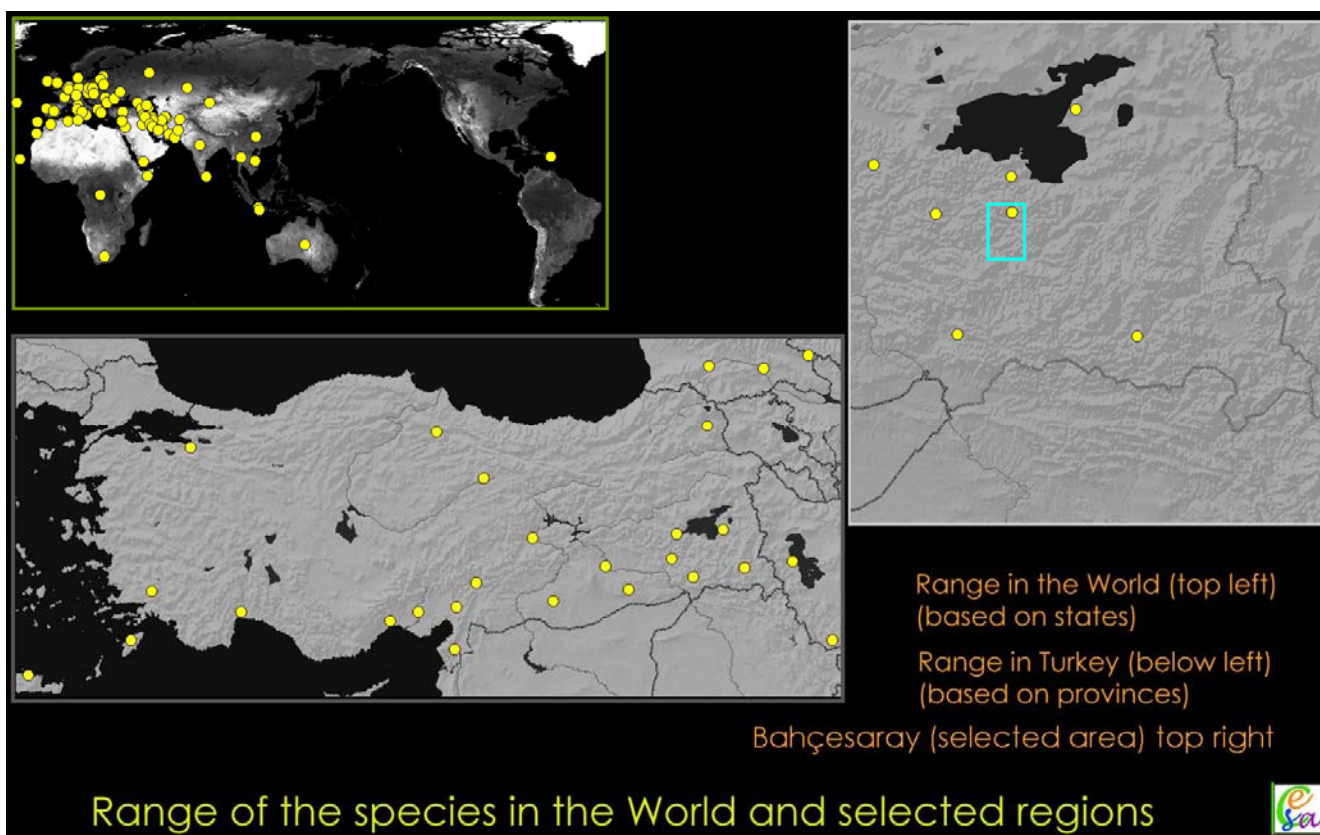 Range in the World (top left)
(based on states)
Range in Turkey (below left)
(based on provinces)
Bahçesaray (selected area) top right
Range of the species in the World and selected regions
esa